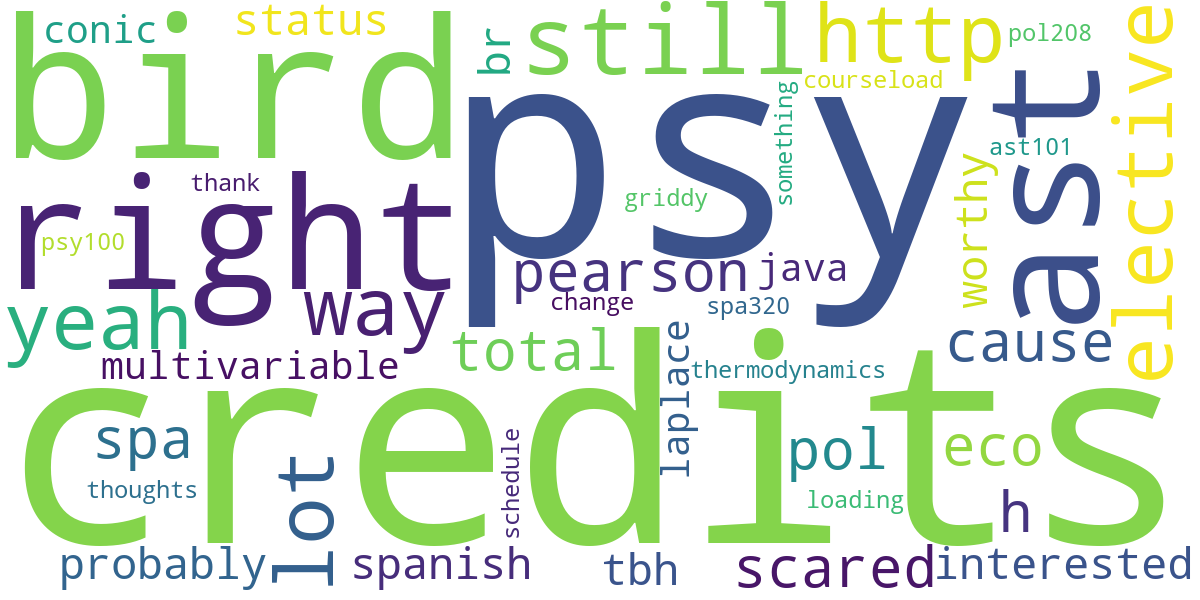 conic
status
br
still
http
pol208
elective
bird
courseload
psy
something
ast
ast101
thank
right
griddy
worthy
psy100
pearson
java
yeah
way
change
spa320
cause
multivariable
total
laplace
thermodynamics
credits
spa
lot
schedule
pol
eco
thoughts
loading
h
probably
spanish
tbh
scared
interested